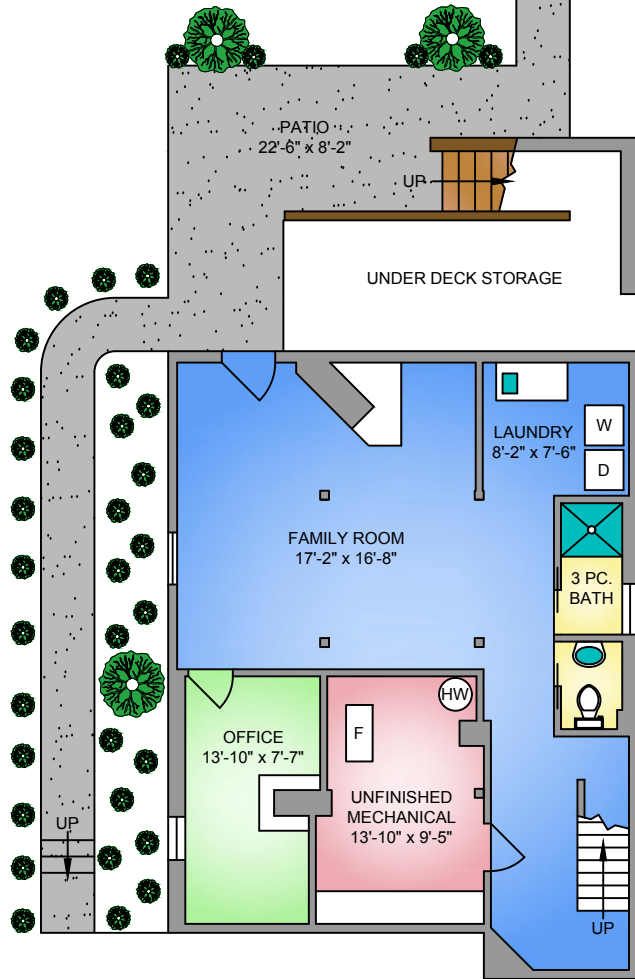 PATIO
22'-6" x 8'-2"
UP
UNDER DECK STORAGE
LAUNDRY
8'-2" x 7'-6"
W
D
FAMILY ROOM
17'-2" x 16'-8"
3 PC.
BATH
HW
F
OFFICE
13'-10" x 7'-7"
UNFINISHED
MECHANICAL
13'-10" x 9'-5"
UP
UP